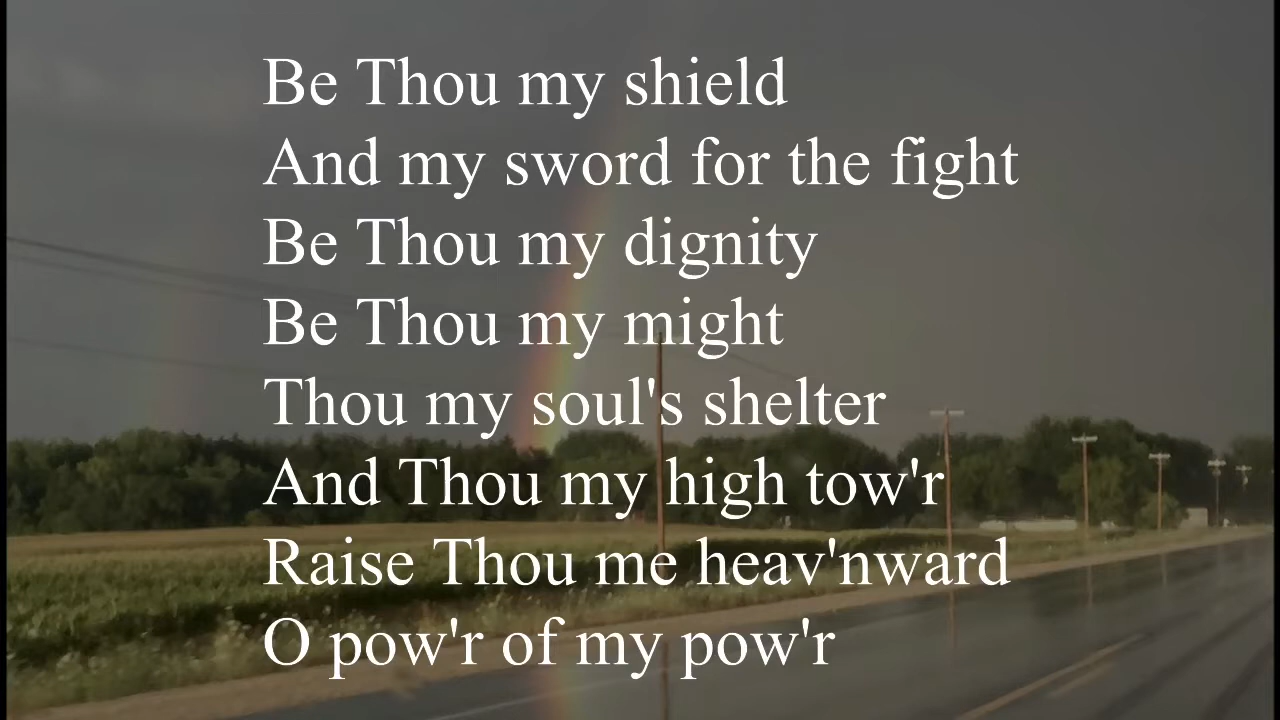 Be Thou my shield
And my sword for the fight
Be Thou my dignity
Be Thou my might
Thou my soul's shelter
And Thou my high tow'r
Raise Thou me heav'nward
O pow'r of my pow'r